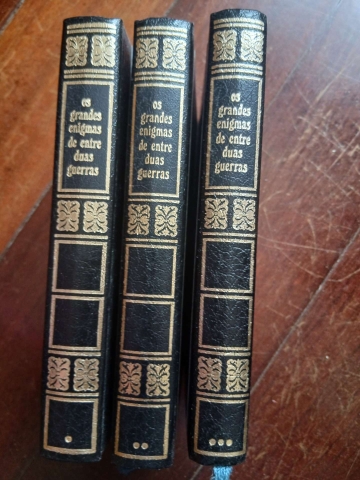 os
grandes
enigmas
de entre
duas
guerras
os
grandes
enigmas
de entre
duas
guerras
os
grandes
enigmas
de entre
duas
guerras